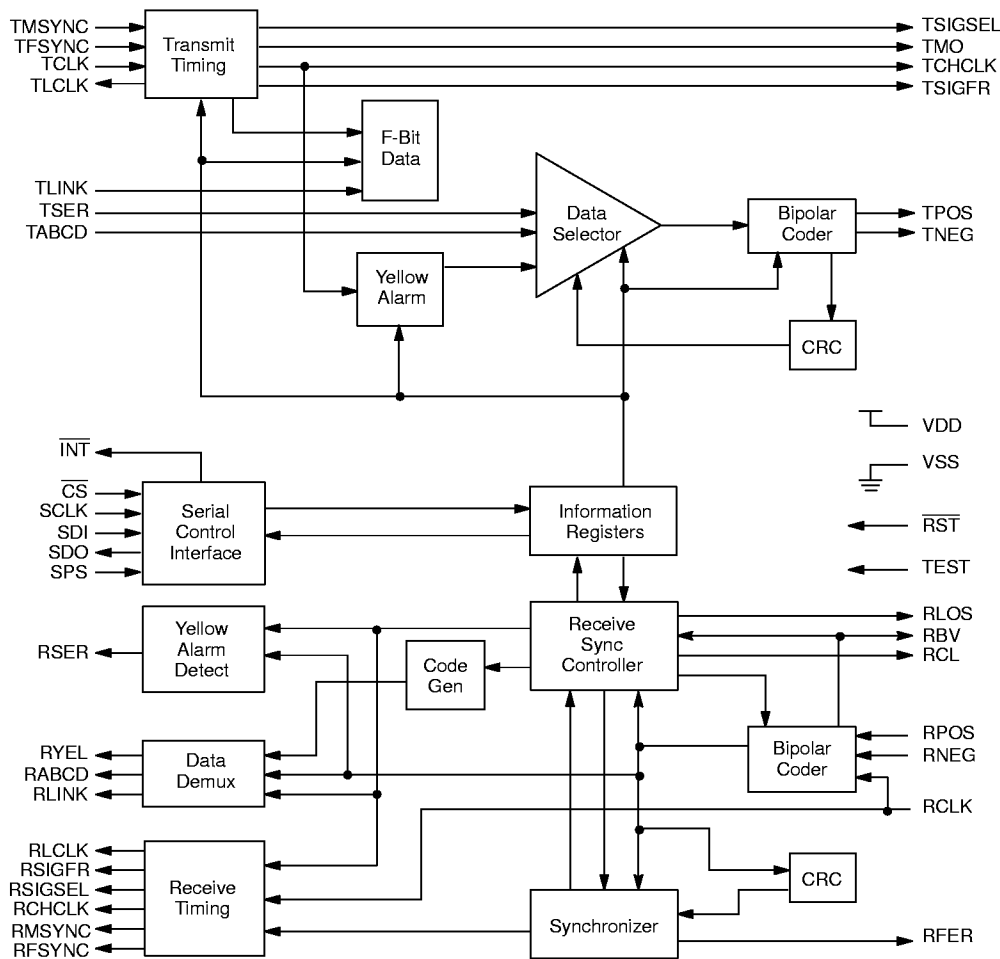 TMSYNC
TFSYNC
TCLK
TLCLK
Transmit
Timing
TSIGSEL
TMO
TCHCLK
TSIGFR
F-Bit
Data
TLINK
TSER
TABCD
Data
Selector
Bipolar
Coder
TPOS
TNEG
Yellow
Alarm
CRC
VDD
VSS
RST
TEST
INT
CS
SCLK
SDI
SDO
SPS
Serial
Control
Interface
Information
Registers
RSER
Yellow
Alarm
Detect
Code
Gen
Receive
Sync
Controller
RLOS
RBV
RCL
RYEL
RABCD
RLINK
Data
Demux
Bipolar
Coder
RPOS
RNEG
RCLK
RLCLK
RSIGFR
RSIGSEL
RCHCLK
RMSYNC
RFSYNC
Receive
Timing
Synchronizer
CRC
RFER